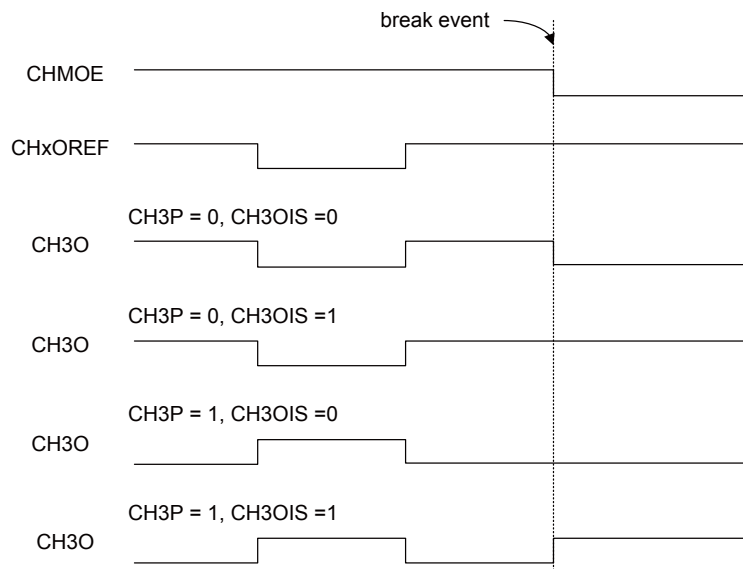 break event
CHMOE
CHxOREF
CH3P = 0, CH3OIS =0
CH3O
CH3P = 0, CH3OIS =1
CH3O
CH3P = 1, CH3OIS =0
CH3O
CH3P = 1, CH3OIS =1
CH3O